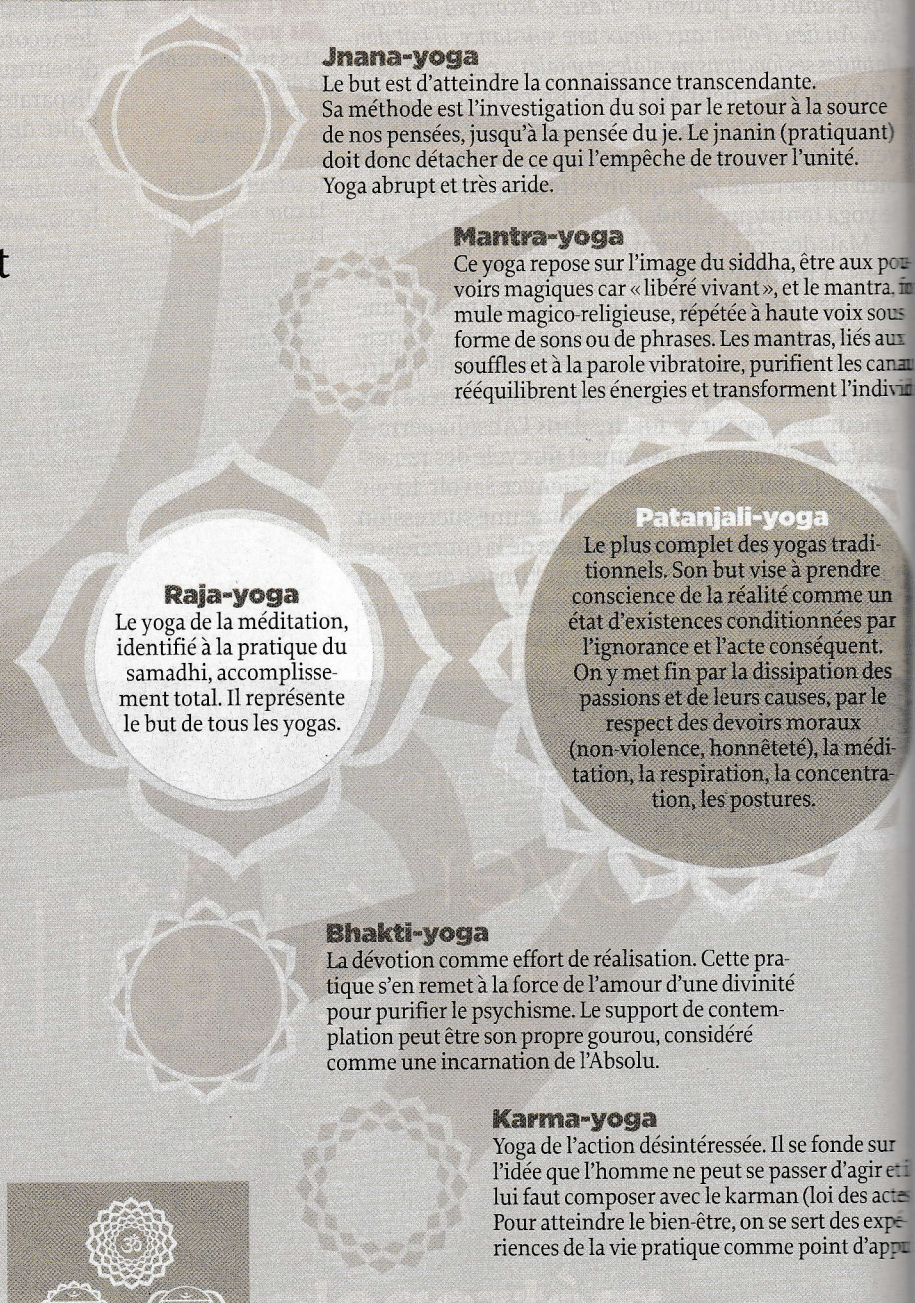 Jnana-yoga
Le but est d'atteindre la connaissance transcendante.
Sa méthode est l'investigation du soi par le retour à la source
de nos pensées, jusqu'à la pensée du je. Le jnanin (pratiquant)
doit donc détacher de ce qui l'empêche de trouver l'unité.
Yoga abrupt et très aride.
t
Mantra-yoga
Ce yoga repose sur l'image du siddha, être aux pou-
voirs magiques car « libéré vivant », et le mantra,
mule magico-religieuse, répétée à haute voix sous
forme de sons ou de phrases. Les mantras, liés aux
souffles et à la parole vibratoire, purifient les
rééquilibrent les énergies et transforment
Raja-yoga
Le yoga de la méditation,
identifié à la pratique du
samadhi, accomplisse-
ment total. Il représente
le but de tous les yogas.
Patanjali-yoga
Le plus complet des yogas tradi-
tionnels. Son but vise à prendre
conscience de la réalité comme un
état d'existences conditionnées par
l'ignorance et l'acte conséquent.
On y met fin par la dissipation des
passions et de leurs causes, par le
respect des devoirs moraux
(non-violence, honnêteté), la médi-
tation, la respiration, la concentra-
tion, les postures.
Bhakti-yoga
La dévotion comme effort de réalisation. Cette pra-
tique s'en remet à la force de l'amour d'une divinité
pour purifier le psychisme. Le support de contem-
plation peut être son propre gourou, considéré
comme une incarnation de l'Absolu.
Karma-yoga
Yoga de l'action désintéressée. Il se fonde sur
l'idée que l'homme ne peut se passer d'agir et
lui faut composer avec le karman (loi des actes
Pour atteindre le bien-être, on se sert des expé-
riences de la vie pratique comme point
ॐ